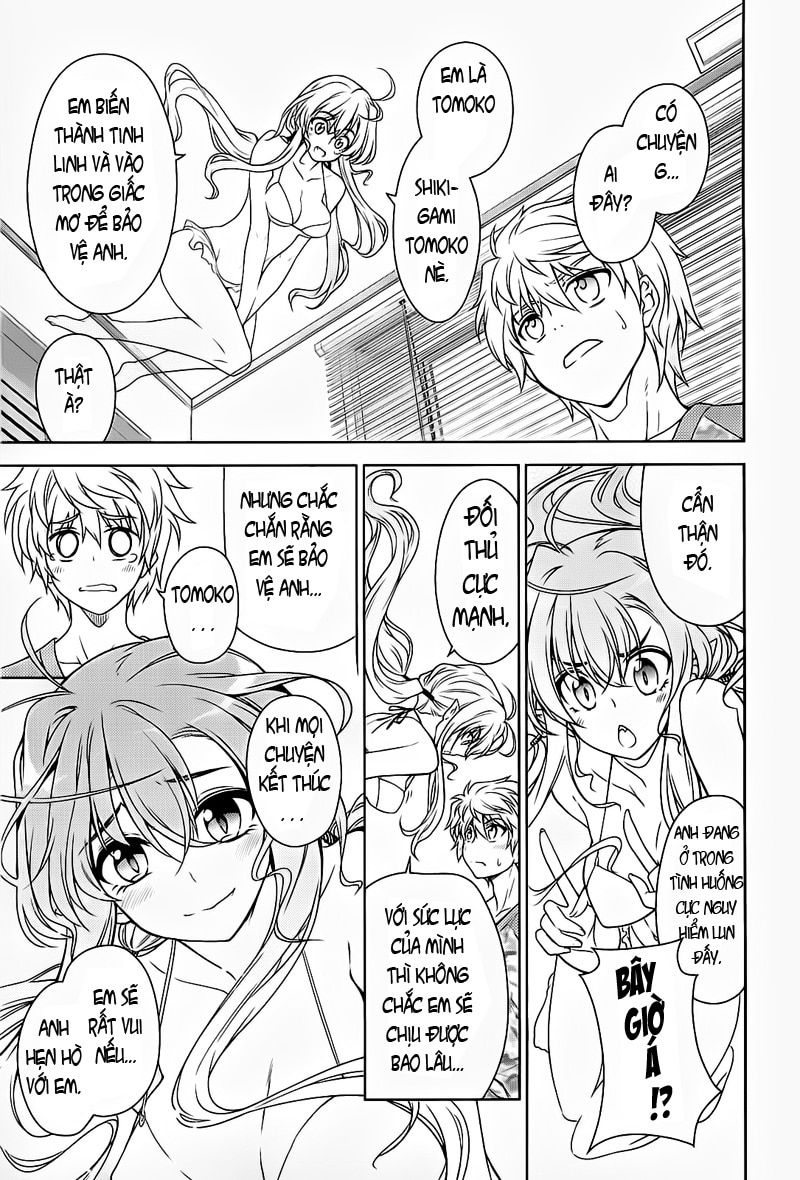 CÓ
CHUYỆN
G...
AI
ĐÂY?
EM LÀ
TOMOKO
SHIKI-
GAMI
TOMOKO
NÈ.
EM BIẾN
THÀNH TINH
LINH VÀ VÀO
TRONG GIẤC
MƠ ĐỂ BẢO
VỆ ANH.
THẬT
À?
CẨN
THẬN
ĐÓ.
ANH ĐANG
Ở TRONG
TÌNH HUỐNG
CỰC NGUY
HIỂM LUN
ĐẤY.
BÂY
GIỜ
Á
!?
ĐỐI
THỦ
CỰC
MẠNH,
VỚI SỨC LỰC
CỦA MÌNH
THÌ KHÔNG
CHẮC EM SẼ
CHỊU ĐƯỢC
BAO LÂU...
NHƯNG CHẮC
CHẮN RẰNG
EM SẼ BẢO
VỆ ANH...
TOMOKO
...
KHI MỌI
CHUYỆN
KẾT THÚC
...
EM SẼ
RẤT VUI
NẾU...
ANH
HẸN HÒ
VỚI EM.